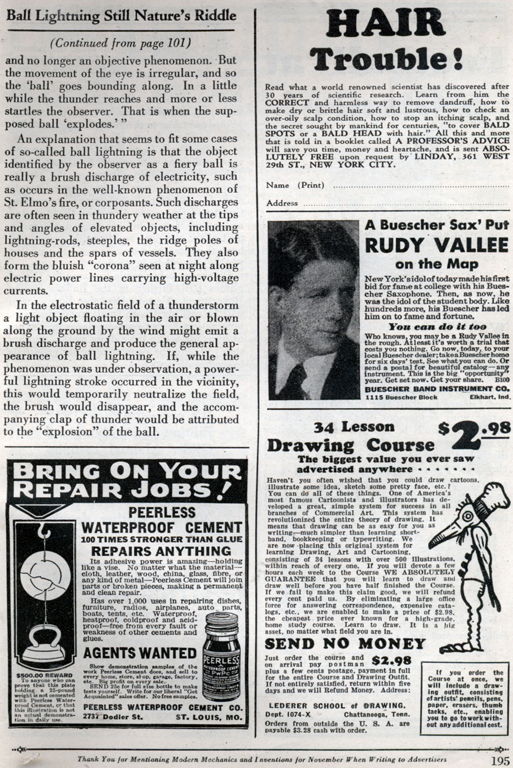 Ball Lightning Still Nature's Riddle
(Continued from page 101)
and no longer an objective phenomenon. But
the movement of the eye is irregular, and so
the 'ball' goes bounding along. In a little
while the thunder reaches and more or less
startles the observer. That is when the sup-
posed ball 'explodes.' "
An explanation that seems to fit some cases
of so-called ball lightning is that the object
identified by the observer as a fiery ball is
really a brush discharge of electricity, such
as occurs in the well-known phenomenon of
St. Elmo's fire, or corposants. Such discharges
are often seen in thundery weather at the tips
and angles of elevated objects, including
lightning-rods, steeples, the ridge poles of
houses and the spars of vessels. They also
form the bluish "corona" seen at night along
electric power lines carrying high-voltage
currents.
In the electrostatic field of a thunderstorm
a light object floating in the air or blown
along the ground by the wind might emit a
brush discharge and produce the general ap-
pearance of ball lightning. If, while the
phenomenon was under observation, a power-
ful lightning stroke occurred in the vicinity,
this would temporarily neutralize the field,
the brush would disappear, and the accom-
panying clap of thunder would be attributed
to the "explosion" of the ball.
BRING ON YOUR
REPAIR JOBS!
PEERLESS
WATERPROOF CEMENT
100 TIMES STRONGER THAN GLUE
REPAIRS ANYTHING
Its adhesive power is amazing—holding
like a vise. No matter what the material—
cloth, leather, wood, china, glass, pottery,
any kind of metal—Peerless Cement will join
parts or broken pieces, making a permanent
and clean repair.
Has over 1,000 uses in repairing dishes,
furniture, radios, airplanes, auto parts,
boats, tents, etc. Waterproof,
heatproof, coldproof and acid-
proof—free from every fault or
weakness of other cements and
glues.
AGENTS WANTED
Show demonstration samples of the
work Peerless Cement does, and sell to
every home, store, shop, garage, factory,
etc. Big profit on every sale.
SEND 25c for full size bottle to make
tests yourself. Write for our liberal "Get
Acquainted" sales offer. No free samples.
PEERLESS WATERPROOF CEMENT CO.
2737 Dodier St. ST. LOUIS, MO.
PEERLESS
$500.00 REWARD
To anyone who can
prove that this plate
holding a 25-pound
weight is not cemented
with Peerless Water-
proof Cement, or that
this illustration is not
an actual demonstra-
tion in daily use.
HAIR
Trouble!
Read what a world renowned scientist has discovered after
30 years of scientific research. Learn from him the
CORRECT and harmless way to remove dandruff, how to
make dry or brittle hair soft and lustrous, how to check an
over-oily scalp condition, how to stop an itching scalp, and
the secret sought by mankind for centuries, "to cover BALD
SPOTS or a BALD HEAD with hair." All this and more
that is told in a booklet called A PROFESSOR'S ADVICE
will save you time, money and heartache, and is sent ABSO-
LUTELY FREE upon request by LINDAY, 361 WEST
29th ST., NEW YORK CITY.
Name (Print)
Address
A Buescher Sax' Put
RUDY VALLEE
on the Map
New York's idol of today made his first
bid for fame at college with his Bues-
cher Saxophone. Then, as now, he
was the idol of the student body. Like
hundreds more, his Buescher has led
him on to fame and fortune.
You can do it too
Who knows, you may be a Rudy Vallee in
the rough. At least it's worth a trial that
costs you nothing. Go now, today, to your
local Buescher dealer; take a Buescher home
for six days' test. See what you can do. Or
send a postal for beautiful catalog—any
instrument. This is the big "opportunity"
year. Get set now. Get your share.
BUESCHER BAND INSTRUMENT CO.
1115 Buescher Block Elkhart, Ind.
34 Lesson $2.98
Drawing Course
The biggest value you ever saw
advertised anywhere
Haven't you often wished that you could draw cartoons,
illustrate some idea, sketch some pretty face, etc.?
You can do all of these things. One of America's
most famous Cartoonists and Illustrators has de-
veloped a great, simple system for success in all
branches of Commercial Art. This system has
revolutionized the entire theory of drawing. It
means that drawing can be as easy for you at
writing—much simpler than learning short-
hand, bookkeeping or typewriting. We
are now placing this original course for
learning Drawing, Art and Cartooning,
consisting of 34 lessons with over 500 illustrations,
within reach of every one. If you will devote a few
hours each week to the Course WE ABSOLUTELY
GUARANTEE that you will learn to draw and
draw well before you have half finished the Course.
If we fail to make this claim good, we will refund
every cent paid us. By eliminating a large office
force for answering correspondence, expensive cata-
logs, etc., we are enabled to make a price of $2.98,
the cheapest price ever known for a high-grade,
home study course. Learn to draw. It is a big
asset, no matter what field you are in.
SEND NO MONEY
Just order the course and $2.98
on arrival pay postman
plus a few cents postage, payment in full
for the entire Course and Drawing Outfit.
If not entirely satisfied, return within five
days and we will Refund Money. Address:
LEDERER SCHOOL of DRAWING,
Dept. 1074-X Chattanooga, Tenn.
Orders from outside the U. S. A. are
payable $3.28 cash with order.
If you order the
Course at once, we
will include a draw-
ing outfit, consisting
of artists' pencils, pens,
paper, erasers, thumb
tacks, etc., enabling
you to go to work with-
out any additional cost.
Thank You for Mentioning Modern Mechanics and Inventions for November When Writing to Advertisers 195